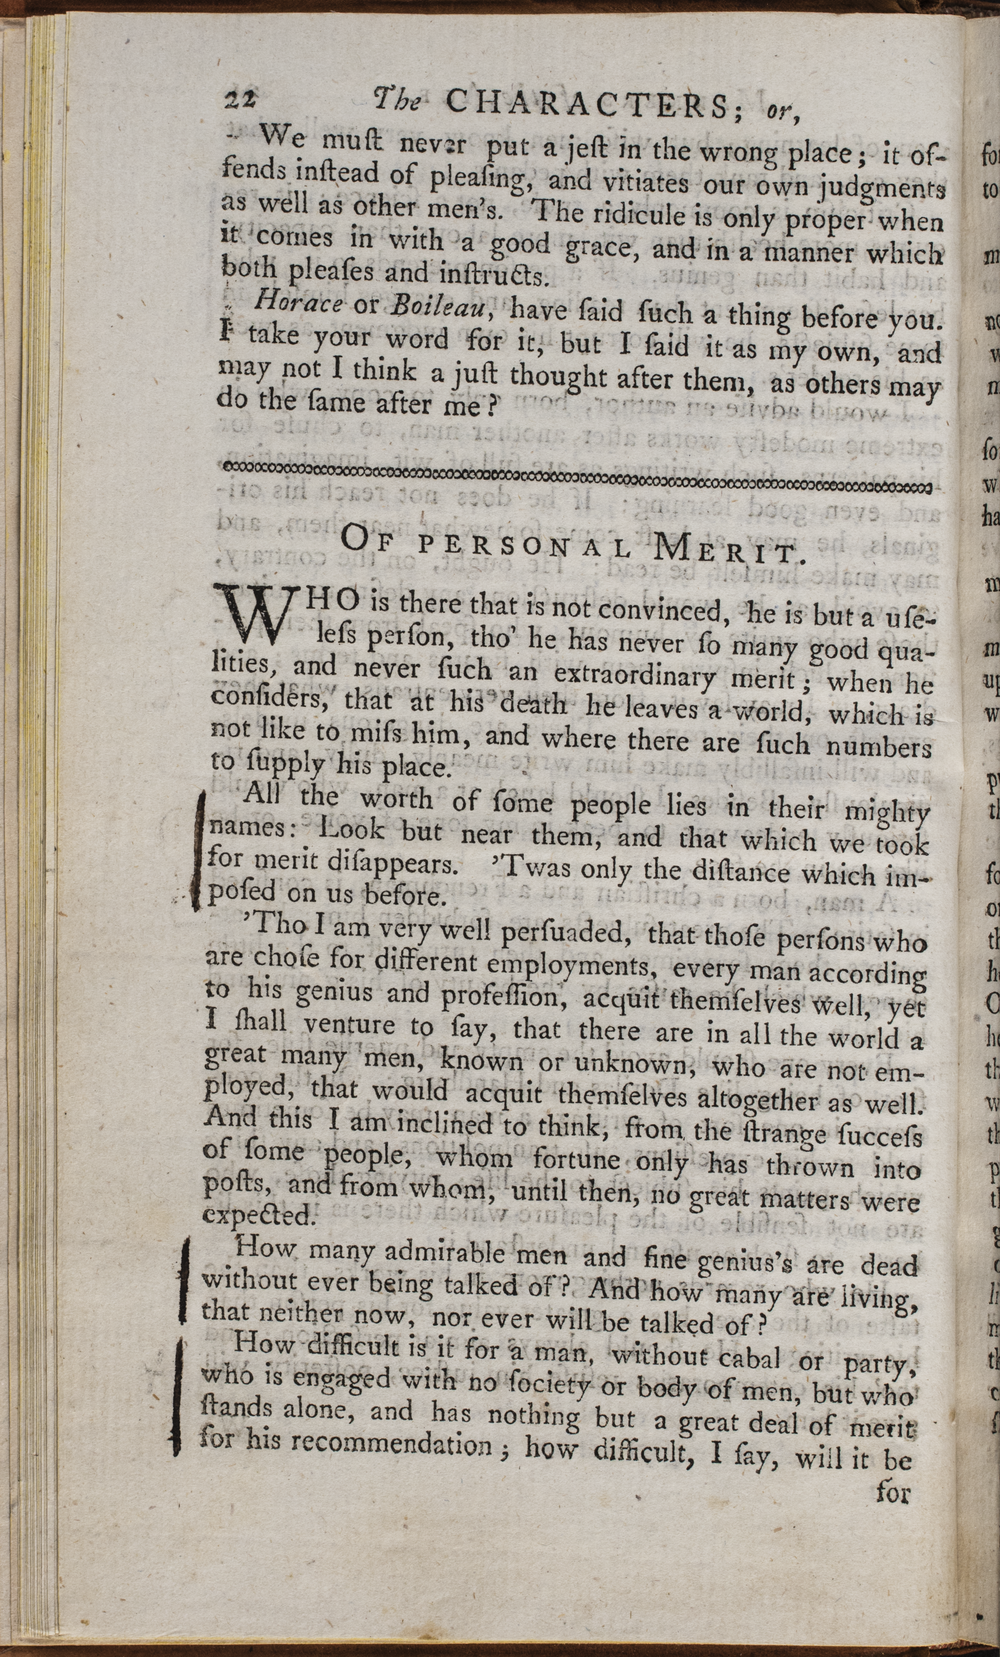 22 The CHARACTERS; or,
We muſt never put a jeſt in the wrong place; it of-
fends inſtead of pleaſing, and vitiates our own judgments
as well as other men's. The ridicule is only proper when
it comes in with a good grace, and in a manner which
both pleaſes and inſtructs.
Horace or Boileau, have ſaid ſuch a thing before you.
I take your word for it, but I ſaid it as my own, and
may not I think a juſt thought after them, as others may
do the ſame after me?
OF PERSONAL MERIT.
WHO is there that is not convinced, he is but a uſe-
leſs perſon, tho' he has never ſo many good qua-
lities, and never ſuch an extraordinary merit; when he
conſiders, that at his death he leaves a world, which is
not like to miſs him, and where there are ſuch numbers
to ſupply his place.
All the worth of ſome people lies in their mighty
names: Look but near them, and that which we took
for merit diſappears. 'Twas only the diſtance which im-
poſed on us before.
'Tho I am very well perſuaded, that thoſe perſons who
are choſe for different employments, every man according
to his genius and profeſſion, acquit themſelves well, yet
I ſhall venture to ſay, that there are in all the world a
great many men, known or unknown, who are not em-
ployed, that would acquit themſelves altogether as well.
And this I am inclined to think, from the ſtrange ſucceſs
of ſome people, whom fortune only has thrown into
poſts, and from whom, until then, no great matters were
expected.
How many admirable men and fine genius's are dead
without ever being talked of? And how many are living,
that neither now, nor ever will be talked of?
How difficult is it for a man, without cabal or party,
who is engaged with no ſociety or body of men, but who
ſtands alone, and has nothing but a great deal of merit
for his recommendation; how difficult, I ſay, will it be
for